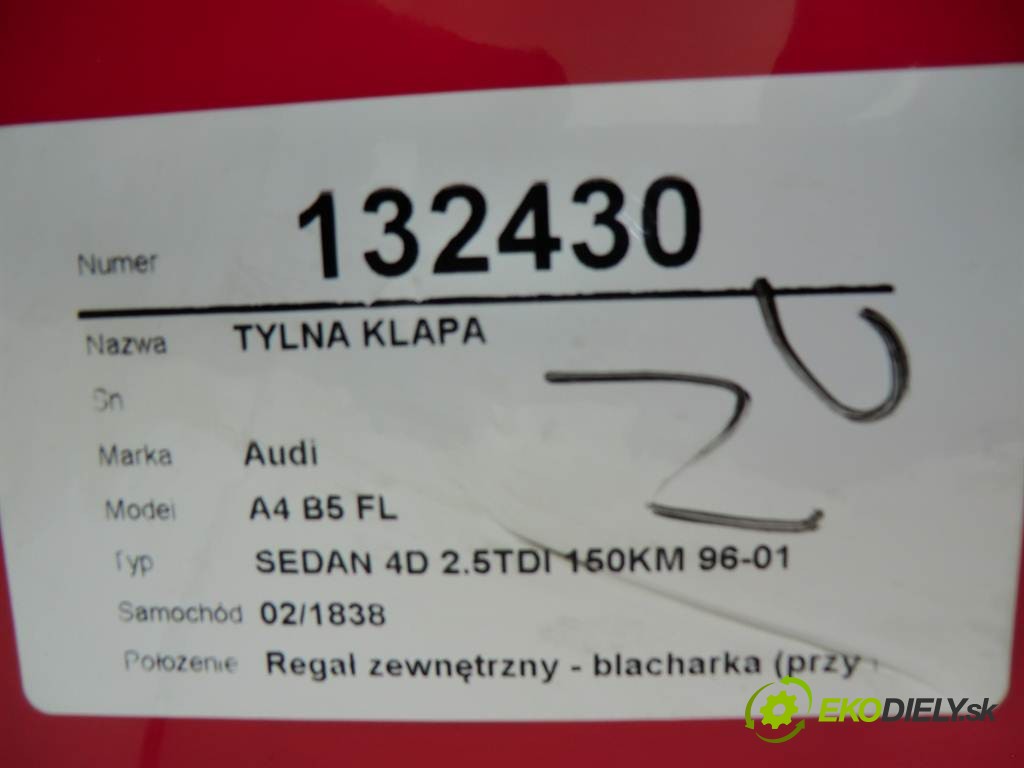 Numer 132430
Nazwa TYLNA KLAPA
Sn
Marka Audi
Model A4 B5 FL
Typ SEDAN 4D 2.5TDI 150KM 96-01
Samochód 02/1838
Położenie Regał zewnętrzny - blacharka (przy
EKODIELY.sk